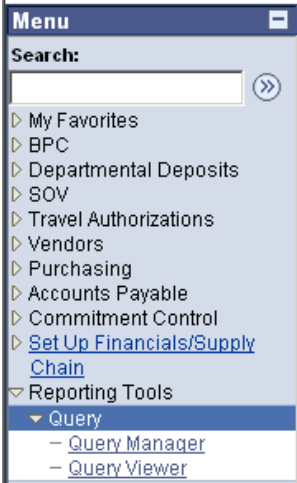 Menu
Search:
My Favorites
BPC
Departmental Deposits
SOV
Travel Authorizations
Vendors
Purchasing
Accounts Payable
Commitment Control
Set Up Financials/Supply
Chain
Reporting Tools
Query
– Query Manager
– Query Viewer